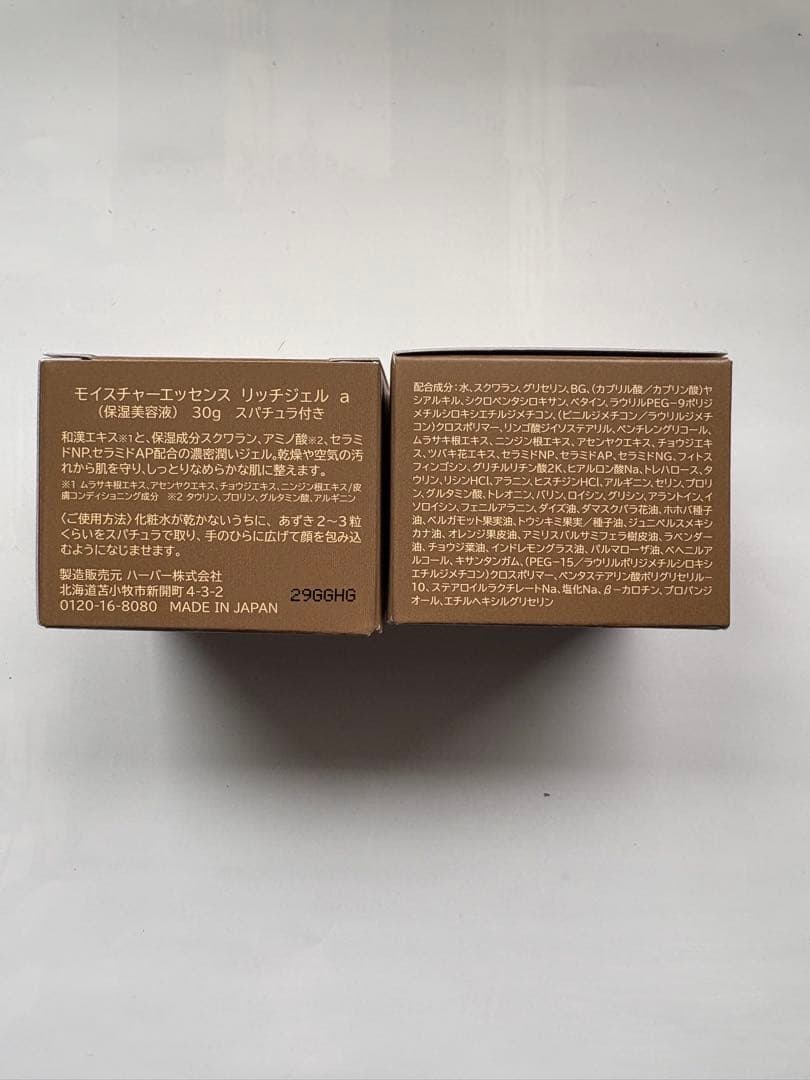 モイスチャーエッセンス リッチジェル a
（保湿美容液） 30g スパチュラ付き
和漢エキス※1と、保湿成分スクワラン、アミノ酸※2、セラミ
ドNP、セラミドAP配合の濃密潤いジェル。乾燥や空気の汚
れから肌を守り、しっとりなめらかな肌に整えます。
※1 ムラサキ根エキス、アセンヤクエキス、チョウジエキス、ニンジン根エキス/皮
膚コンディショニング成分 ※2 タウリン、プロリン、グルタミン酸、アルギニン
〈ご使用方法〉化粧水が乾かないうちに、あずき2～3粒
くらいをスパチュラで取り、手のひらに広げて顔を包み込
むようになじませます。
製造販売元 ハーバー株式会社
北海道苫小牧市新開町4-3-2
0120-16-8080 MADE IN JAPAN
29GGHG
配合成分：水、スクワラン、グリセリン、BG、（カプリル酸／カプリン酸）ヤ
シアルキル、シクロペンタシロキサン、ベタイン、ラウリルPEG-9ポリジ
メチルシロキシエチルジメチコン、（ビニルジメチコン／ラウリルジメチ
コン）クロスポリマー、リンゴ酸ジイソステアリル、ペンチレングリコール、
ムラサキ根エキス、ニンジン根エキス、アセンヤクエキス、チョウジエキ
ス、ツバキ花エキス、セラミドNP、セラミドAP、セラミドNG、フィトス
フィンゴシン、グリチルリチン酸2K、ヒアルロン酸Na、トレハロース、タ
ウリン、リシンHCl、アラニン、ヒスチジンHCl、アルギニン、セリン、プロリ
ン、グルタミン酸、トレオニン、バリン、ロイシン、グリシン、アラントイン、イ
ソロイシン、フェニルアラニン、ダイズ油、ダマスクバラ花油、ホホバ種子
油、ベルガモット果実油、トウシキミ果実／種子油、ジュニペルスメキシ
カナ油、オレンジ果皮油、アミリスバルサミフェラ樹皮油、ラベンダー
油、チョウジ葉油、インドレモングラス油、パルマローザ油、ベヘニルア
ルコール、キサンタンガム、（PEG-15／ラウリルポリジメチルシロキシ
エチルジメチコン）クロスポリマー、ペンタステアリン酸ポリグリセリル-
10、ステアロイルラクチレートNa、塩化Na、β-カロチン、プロパンジ
オール、エチルヘキシルグリセリン